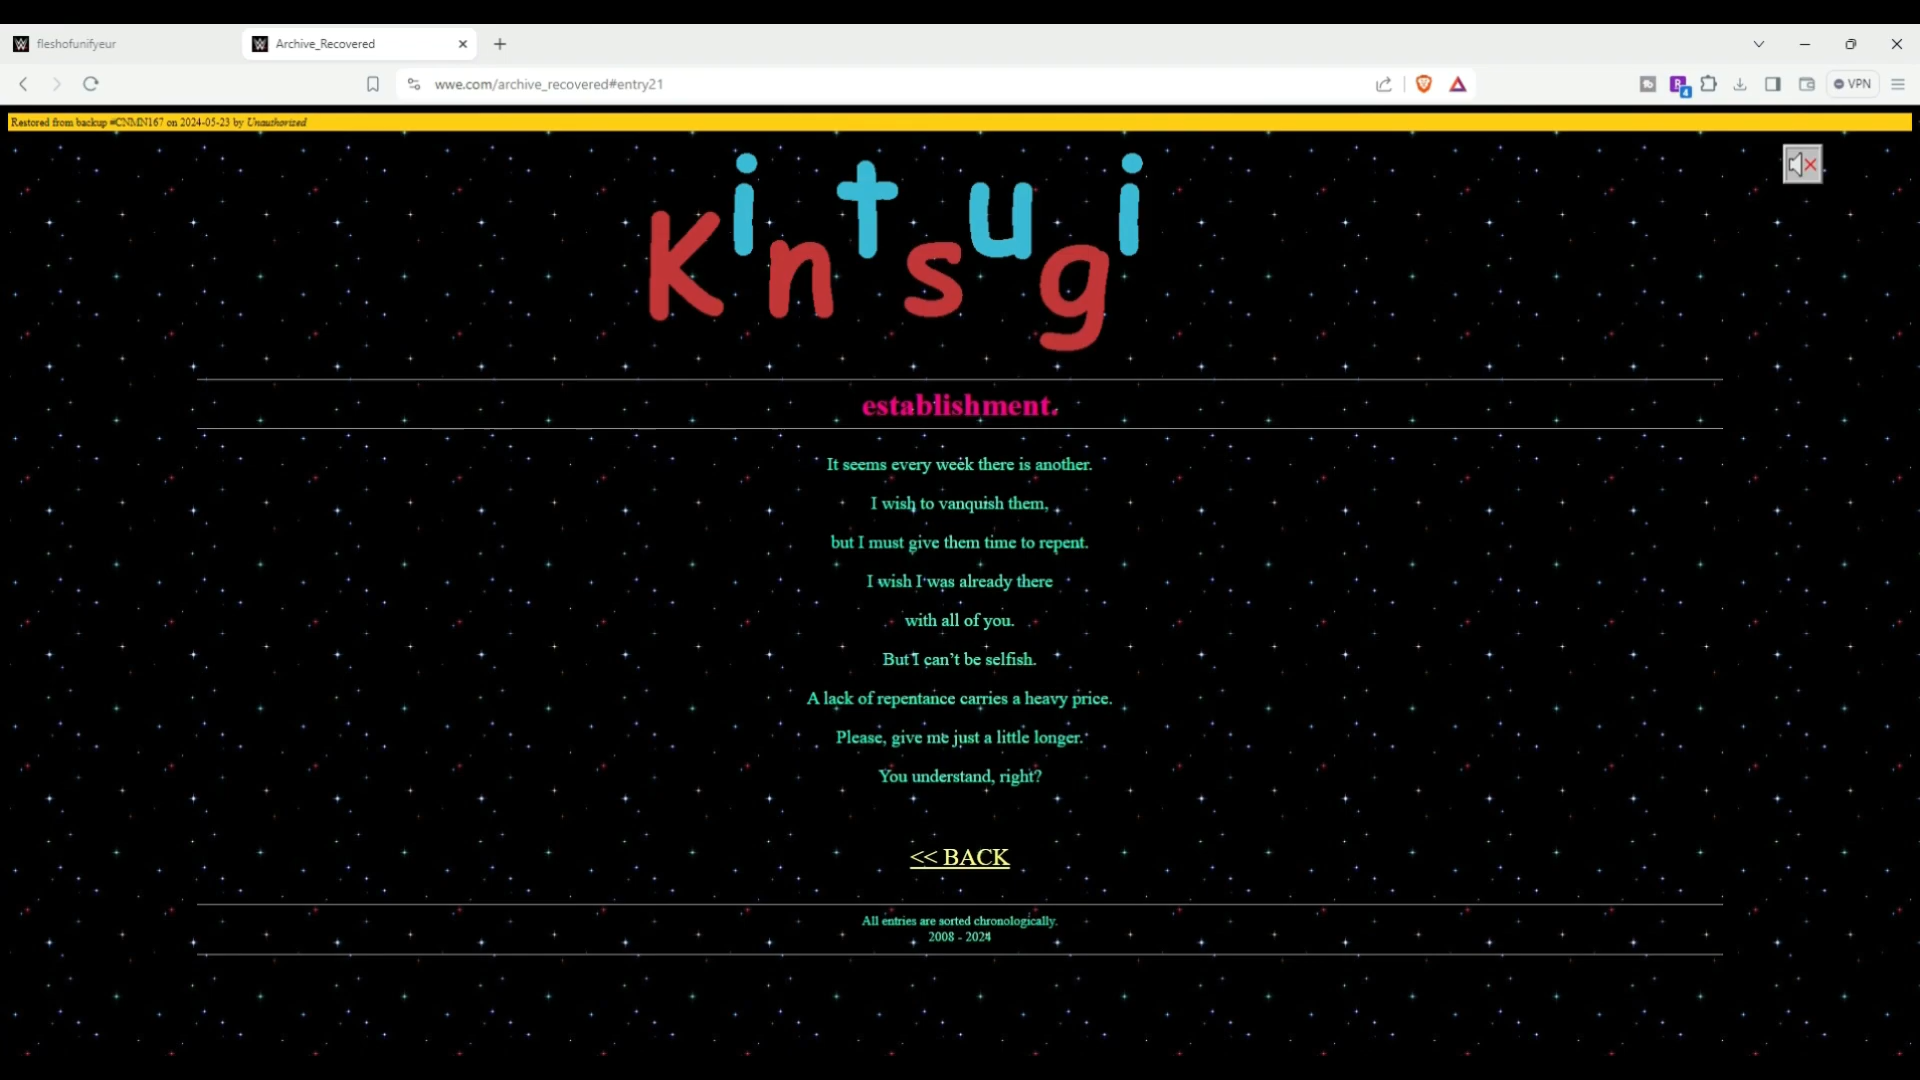 fleshofunifyeur
Archive_Recovered
wwe.com/archive_recovered#entry21
VPN
Restored from backup #CNMN167 on 2024-05-23 by Unauthorized
Kintsugi
establishment.
It seems every week there is another.
I wish to vanquish them,
but I must give them time to repent.
I wish I was already there
with all of you.
But I can’t be selfish.
A lack of repentance carries a heavy price.
Please, give me just a little longer.
You understand, right?
<< BACK
All entries are sorted chronologically.
2008 - 2024